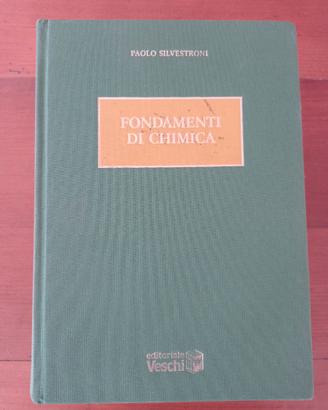 PAOLO SILVESTRONI
FONDAMENTI
DI CHIMICA
editoriale
Veschi